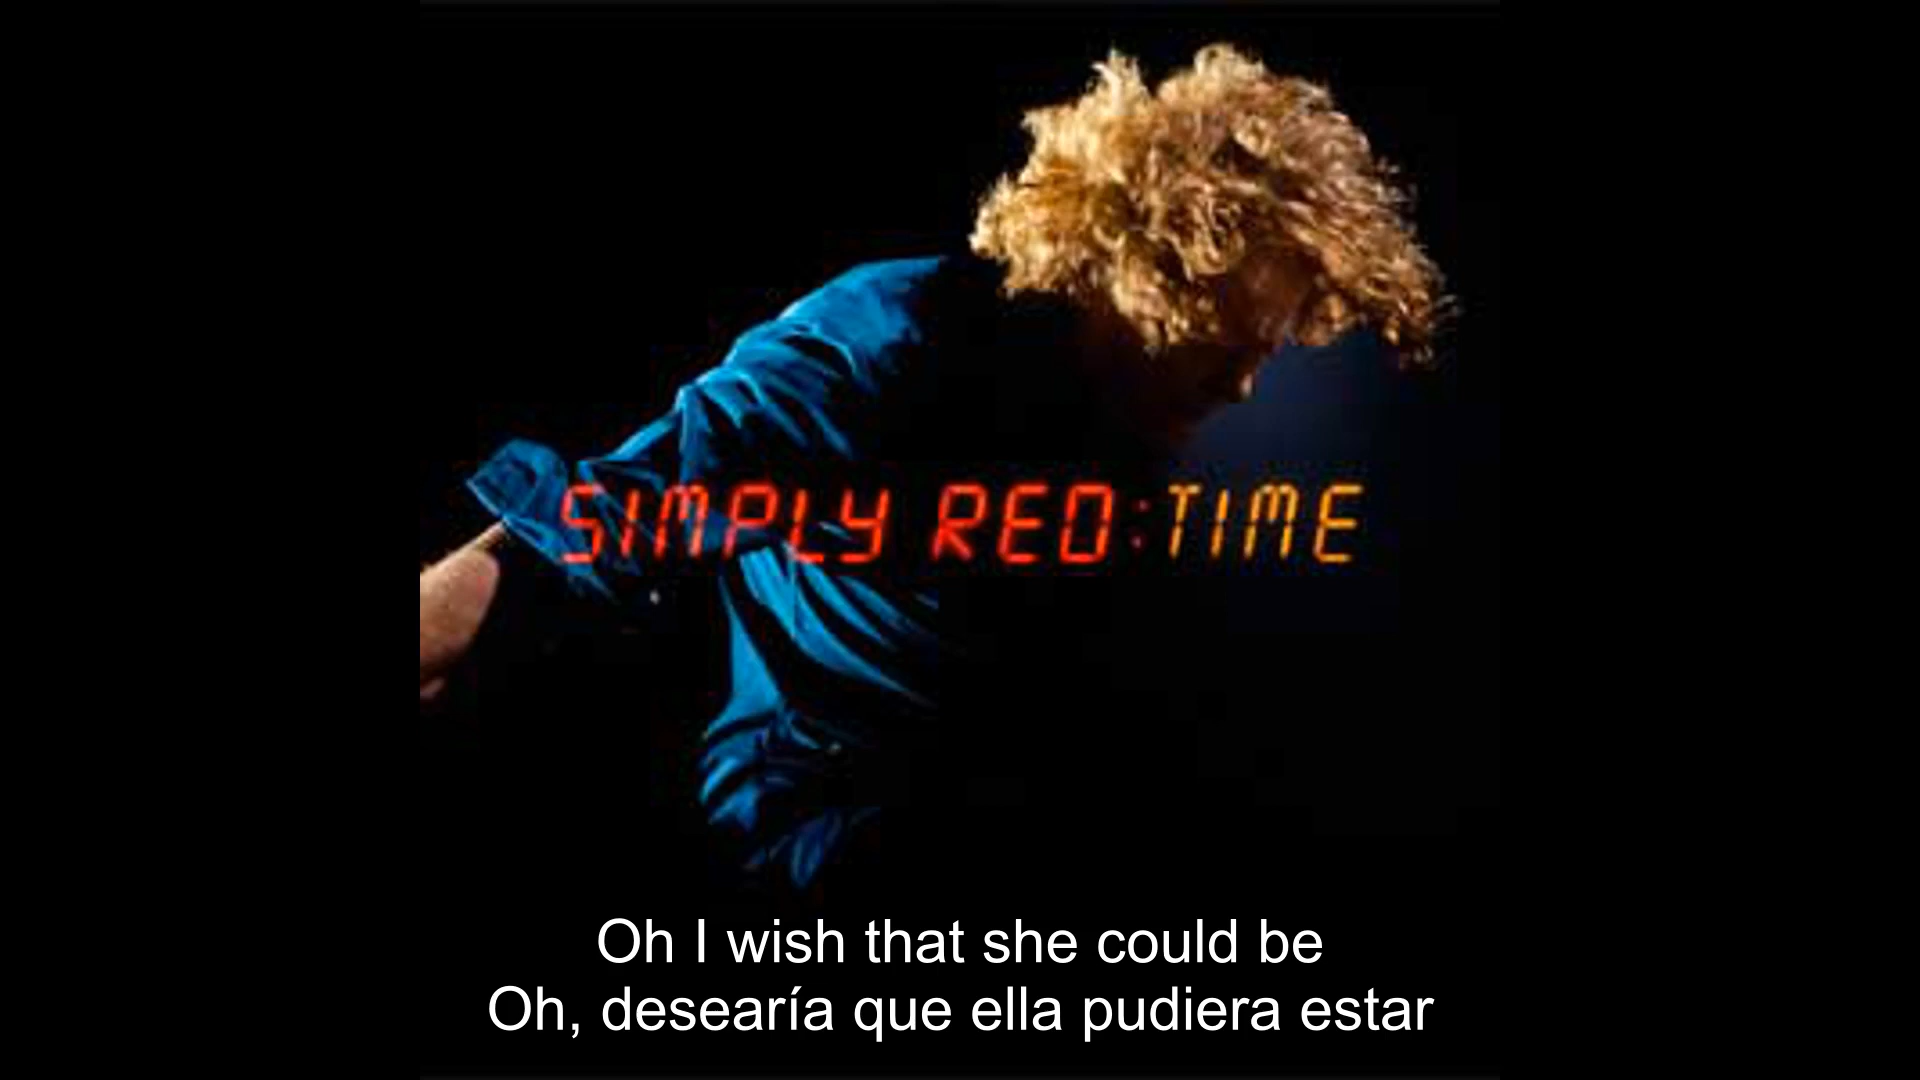 SIMPLY RED:TIME
Oh I wish that she could be
Oh, desearía que ella pudiera estar